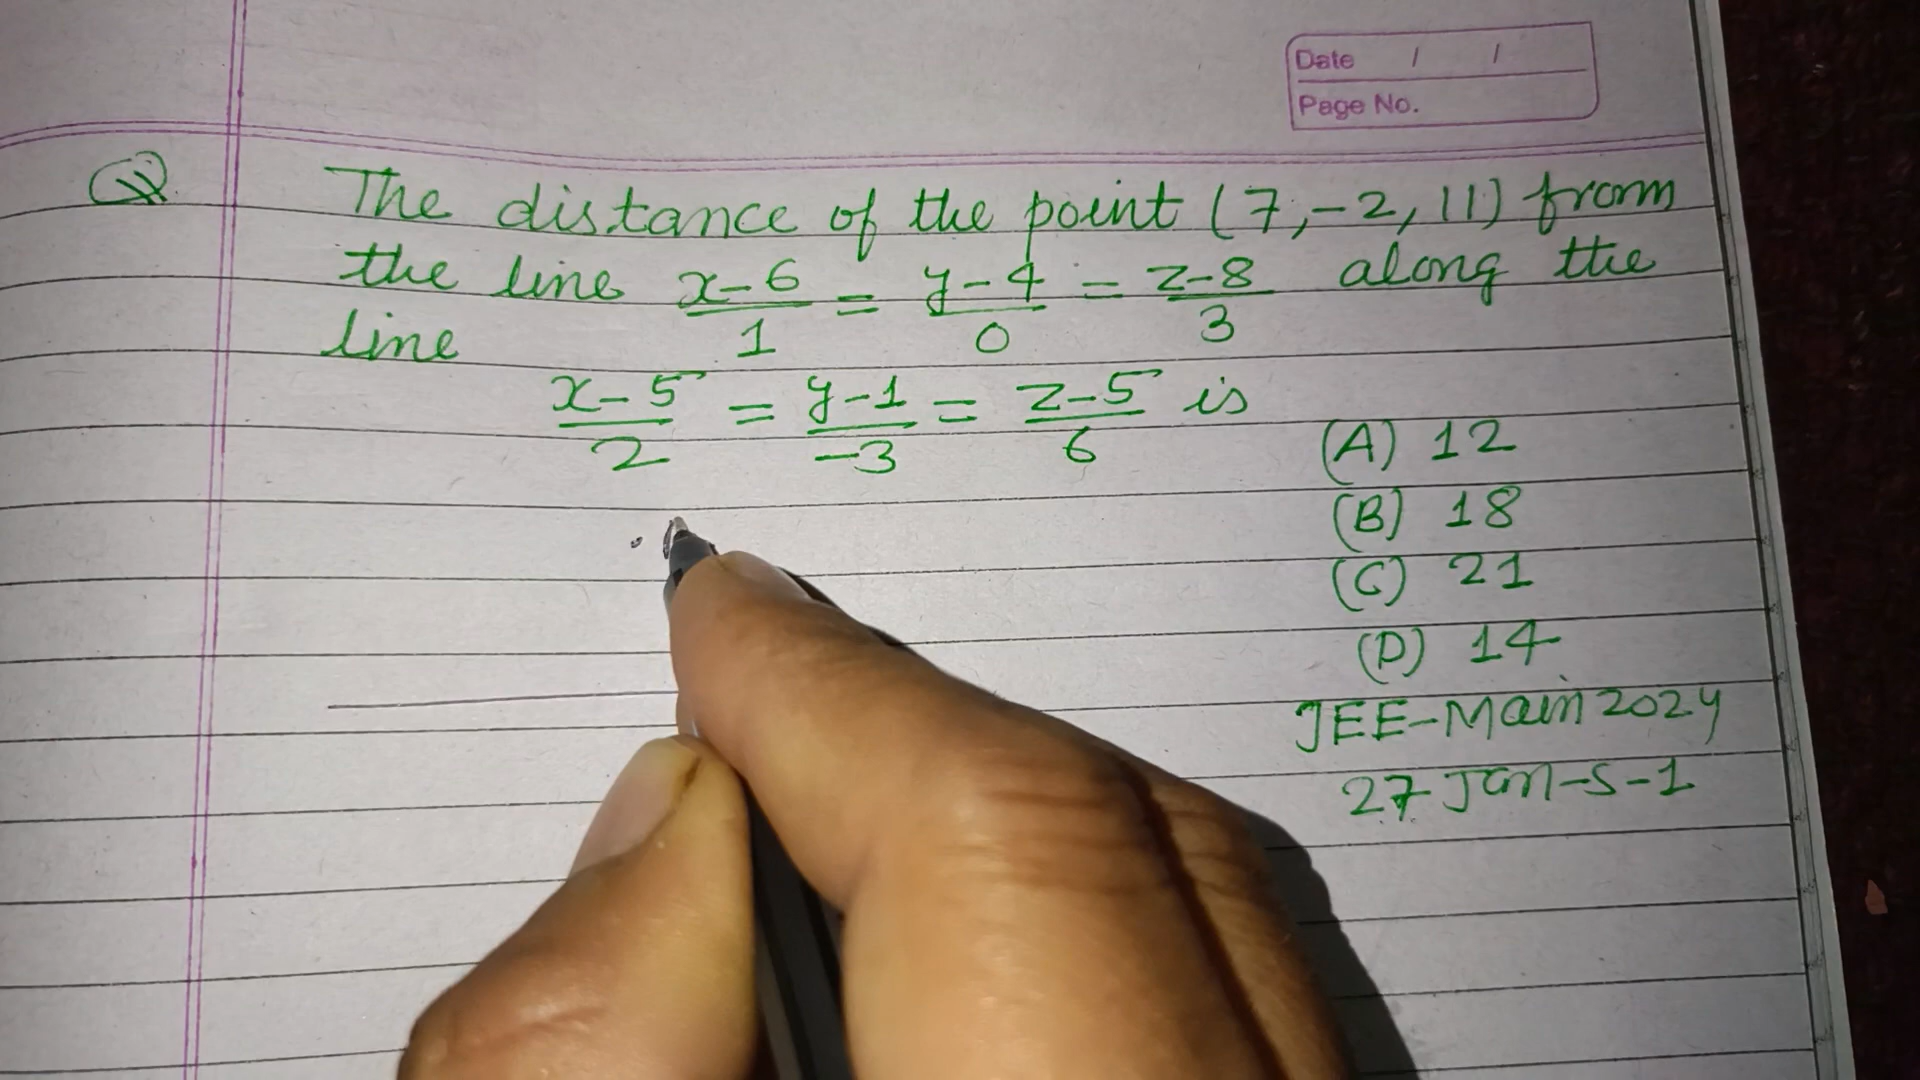 Date / /
Page No.
Q The distance of the point (7,-2,11) from
the line x-6/1 = y-4/0 = z-8/3 along the
line
x-5/2 = y-1/-3 = z-5/6 is
(A) 12
(B) 18
(C) 21
(D) 14
JEE-Main 2024
27 Jan-S-1